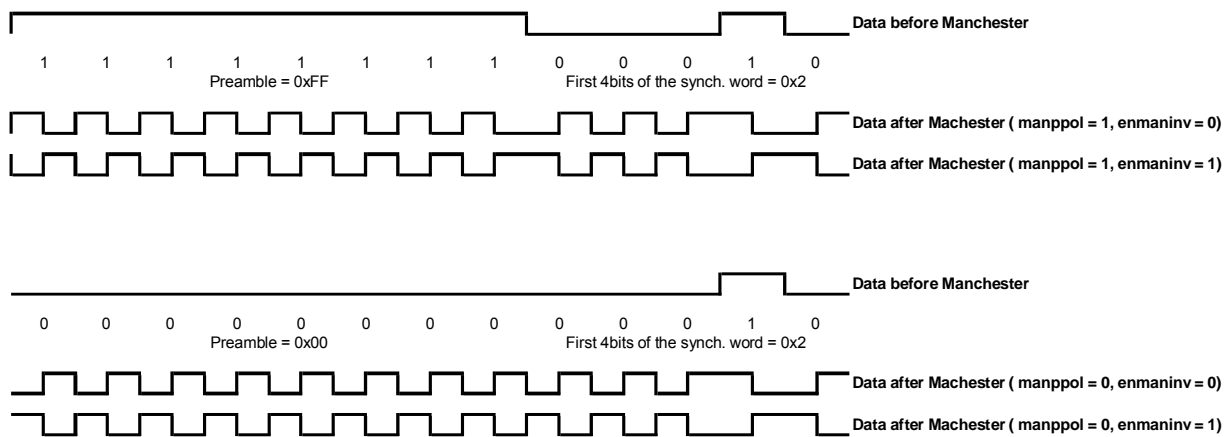 Data before Manchester
1 1 1 1 1 1 1 1 0 0 0 1 0
Preamble = 0xFF First 4bits of the synch. word = 0x2
Data after Machester ( manppol = 1, enmaninv = 0)
Data after Machester ( manppol = 1, enmaninv = 1)
Data before Manchester
0 0 0 0 0 0 0 0 0 0 0 1 0
Preamble = 0x00 First 4bits of the synch. word = 0x2
Data after Machester ( manppol = 0, enmaninv = 0)
Data after Machester ( manppol = 0, enmaninv = 1)